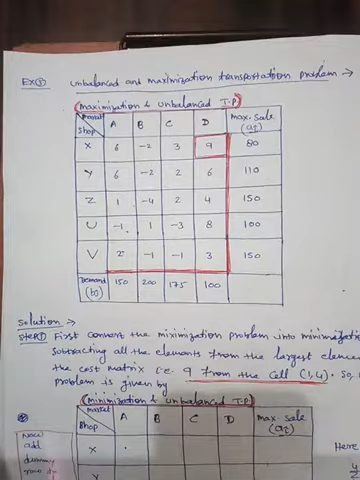 Ex③ unbalanced and maximization transportation problem →
(Maximization & unbalanced T.P)
Market Shop A B C D Max. Sale (ai)
X 6 -2 3 9 80
Y 6 -2 2 6 110
Z 1 -4 2 4 150
U -1 1 -3 8 100
V 2 -1 -1 3 150
Demand (bj) 150 200 175 100
Solution →
Step① First convert the miximization problem into minimiza
subtracting all the elements from the largest elemen
the cost matrix i.e. 9 from the cell (1,4). So,
problem is given by
(Minimization & unbalanced T.P)
Market Shop A B C D Max sale (ai)
X
Y
Now
add
dummy
row
Here